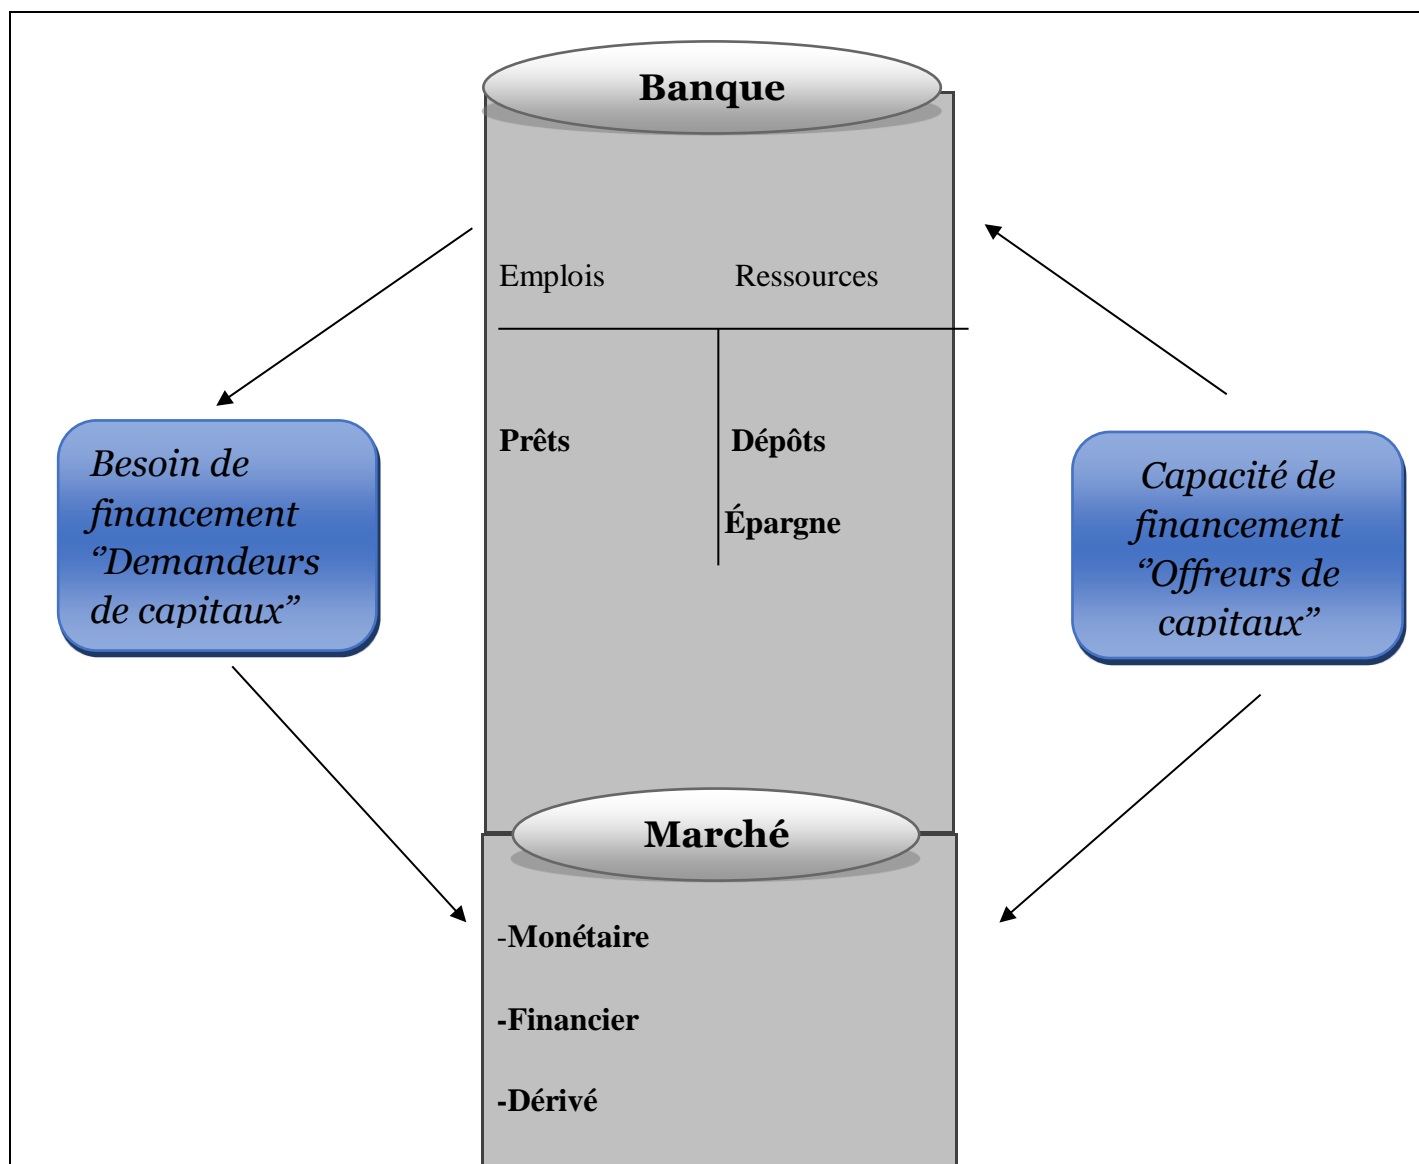 Banque
Emplois Ressources
Prêts Dépôts
Épargne
Besoin de
financement
‘’Demandeurs
de capitaux’’
Capacité de
financement
‘’Offreurs de
capitaux’’
Marché
-Monétaire
-Financier
-Dérivé